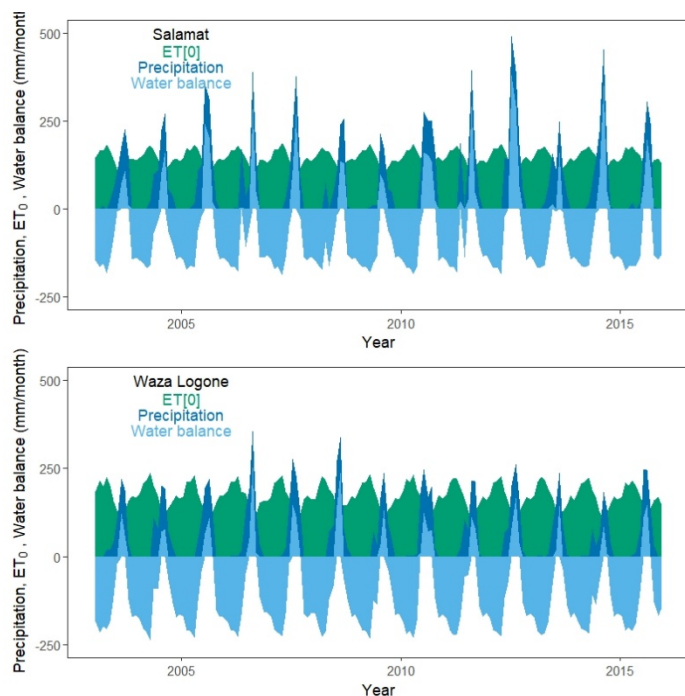 Precipitation, ET0 , Water balance (mm/month
500
250
0
-250
Salamat
ET[0]
Precipitation
Water balance
2005
2010
2015
Year
Precipitation, ET0 , Water balance (mm/month)
500
250
0
-250
Waza Logone
ET[0]
Precipitation
Water balance
2005
2010
2015
Year